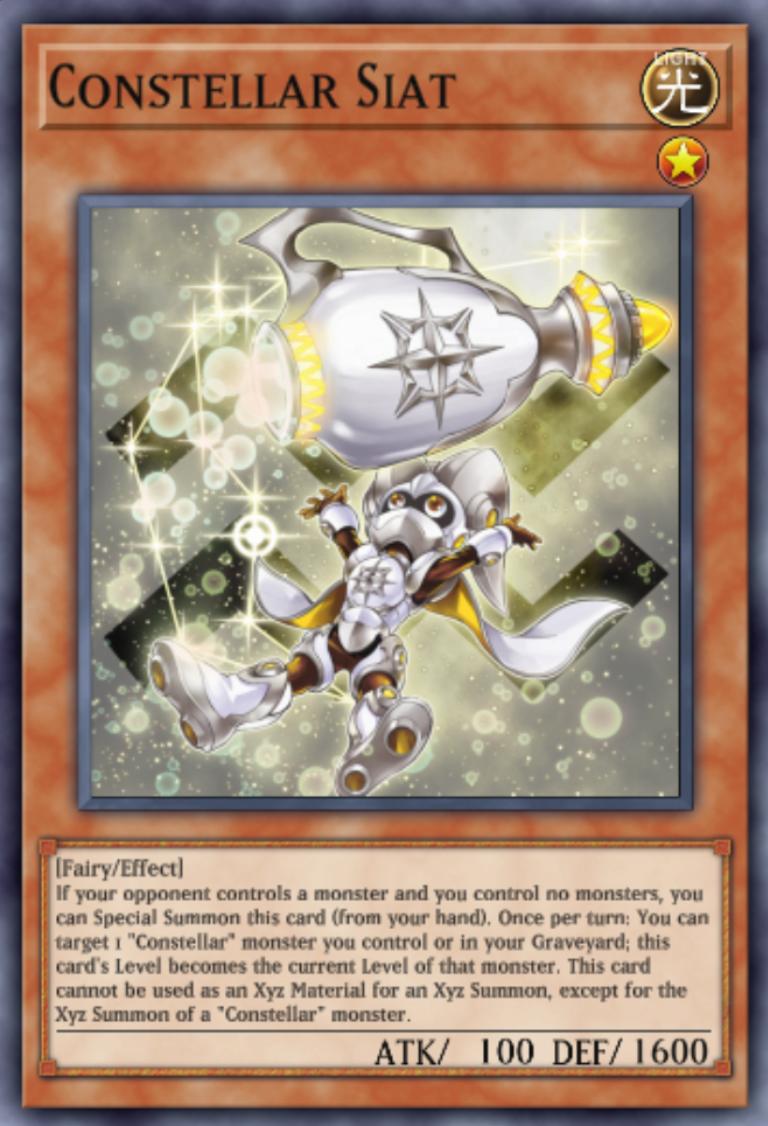 CONSTELLAR SIAT
LIGHT
光
[Fairy/Effect]
If your opponent controls a monster and you control no monsters, you
can Special Summon this card (from your hand). Once per turn: You can
target 1 "Constellar" monster you control or in your Graveyard; this
card's Level becomes the current Level of that monster. This card
cannot be used as an Xyz Material for an Xyz Summon, except for the
Xyz Summon of a "Constellar" monster.
ATK/ 100 DEF/ 1600